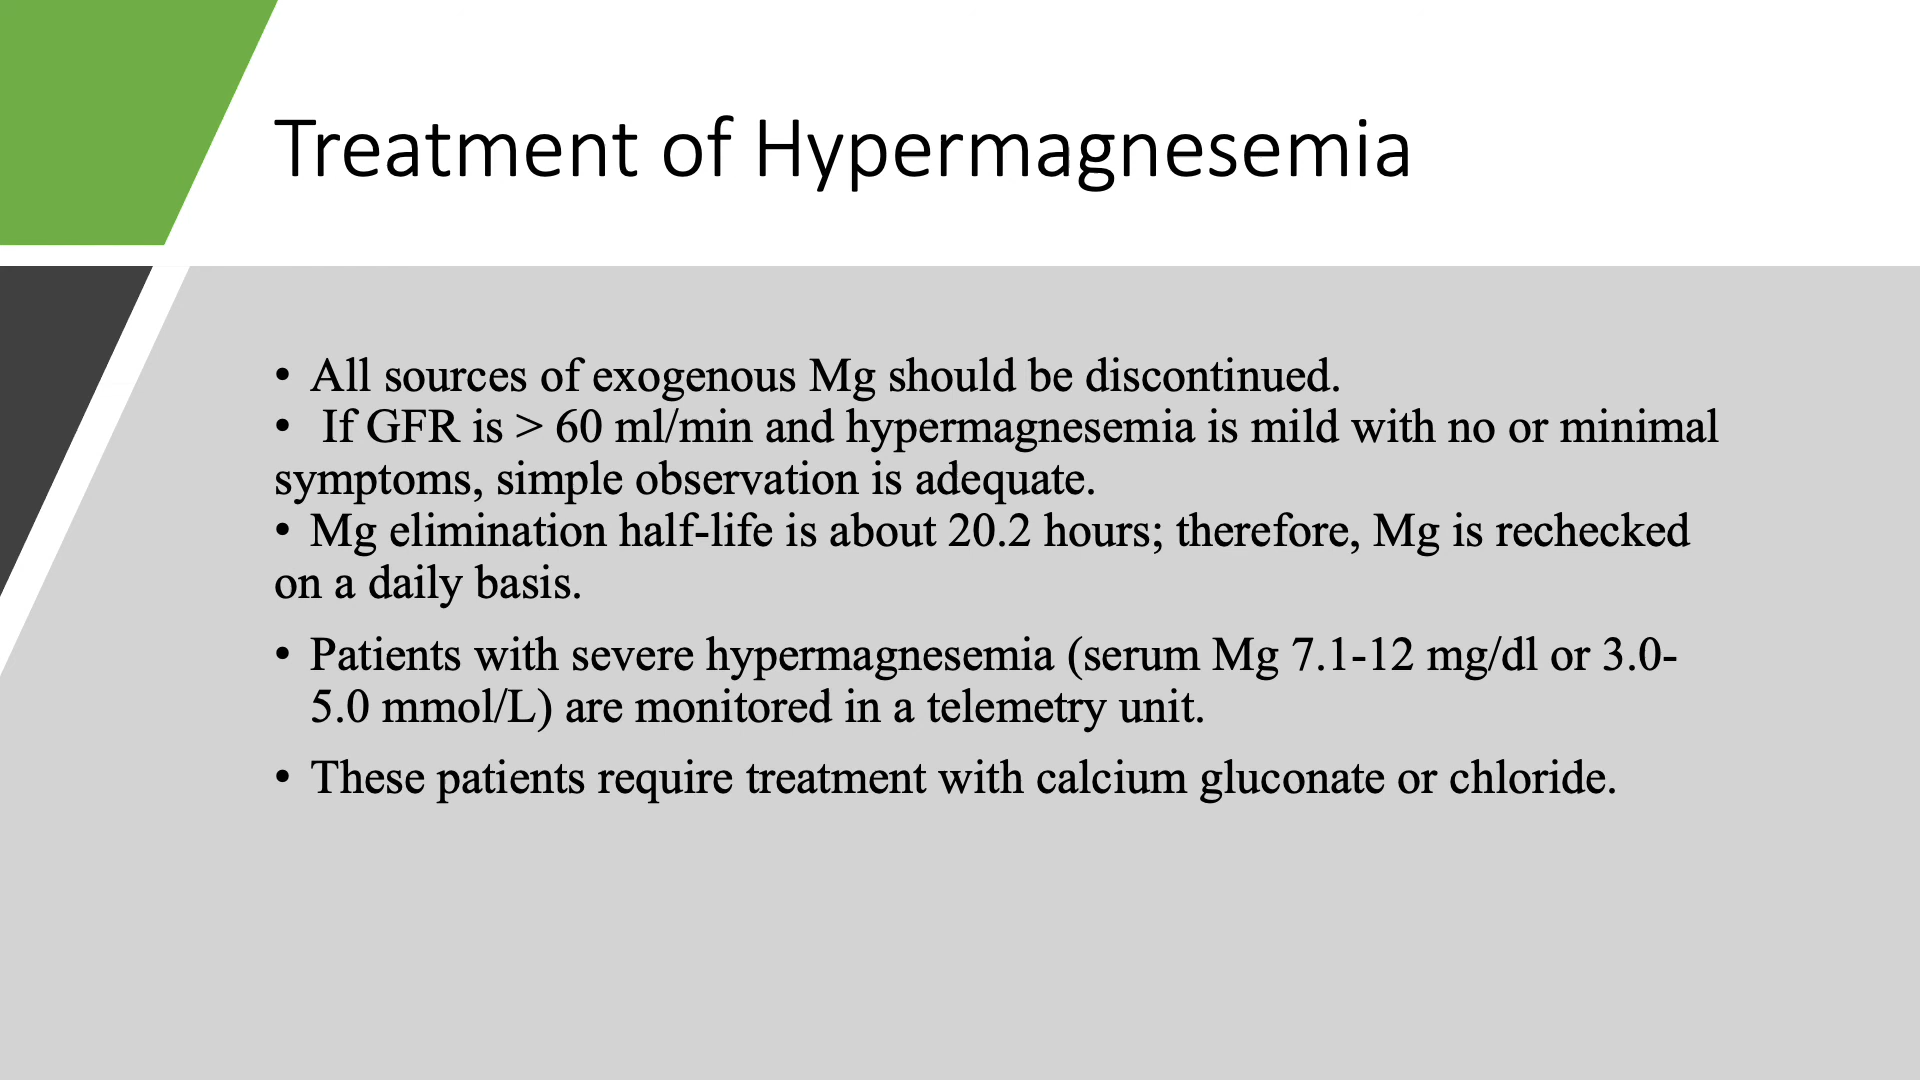 Treatment of Hypermagnesemia
• All sources of exogenous Mg should be discontinued.
• If GFR is > 60 ml/min and hypermagnesemia is mild with no or minimal
symptoms, simple observation is adequate.
• Mg elimination half-life is about 20.2 hours; therefore, Mg is rechecked
on a daily basis.
• Patients with severe hypermagnesemia (serum Mg 7.1-12 mg/dl or 3.0-
5.0 mmol/L) are monitored in a telemetry unit.
• These patients require treatment with calcium gluconate or chloride.